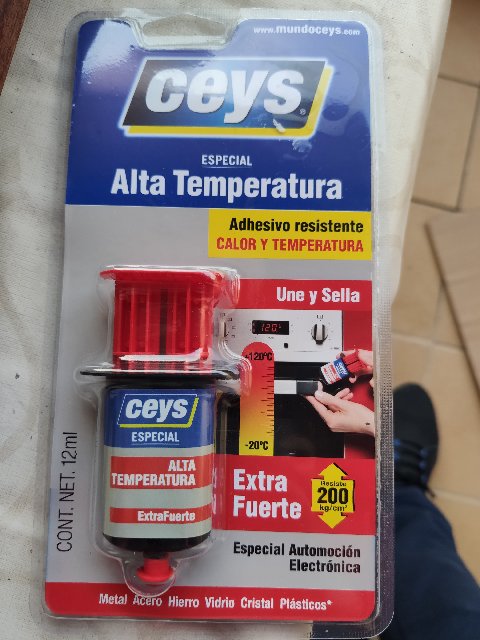 www.mundoceys.com
ceys
ESPECIAL
Alta Temperatura
Adhesivo resistente
CALOR Y TEMPERATURA
Une y Sella
120°
+120°C
-20°C
ceys
ESPECIAL
ALTA
TEMPERATURA
ExtraFuerte
CONT. NET. 12ml
Extra
Fuerte
Resiste
200
kg/cm²
Especial Automoción
Electrónica
Metal Acero Hierro Vidrio Cristal Plásticos*